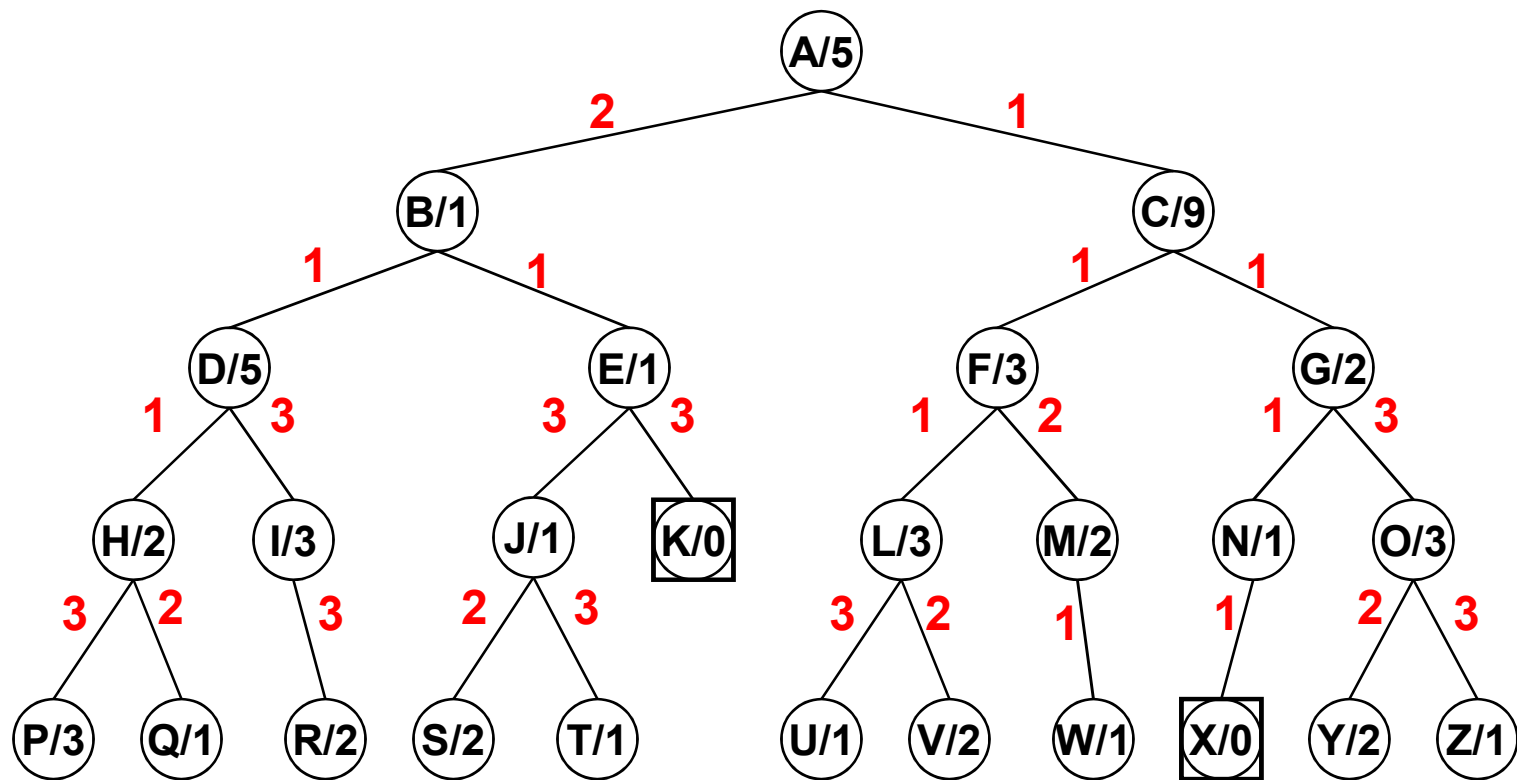 A/5
2 1
B/1 C/9
1 1 1 1
D/5 E/1 F/3 G/2
1 3 3 3 1 2 1 3
H/2 I/3 J/1 K/0 L/3 M/2 N/1 O/3
3 2 3 2 3 3 2 1 1 2 3
P/3 Q/1 R/2 S/2 T/1 U/1 V/2 W/1 X/0 Y/2 Z/1